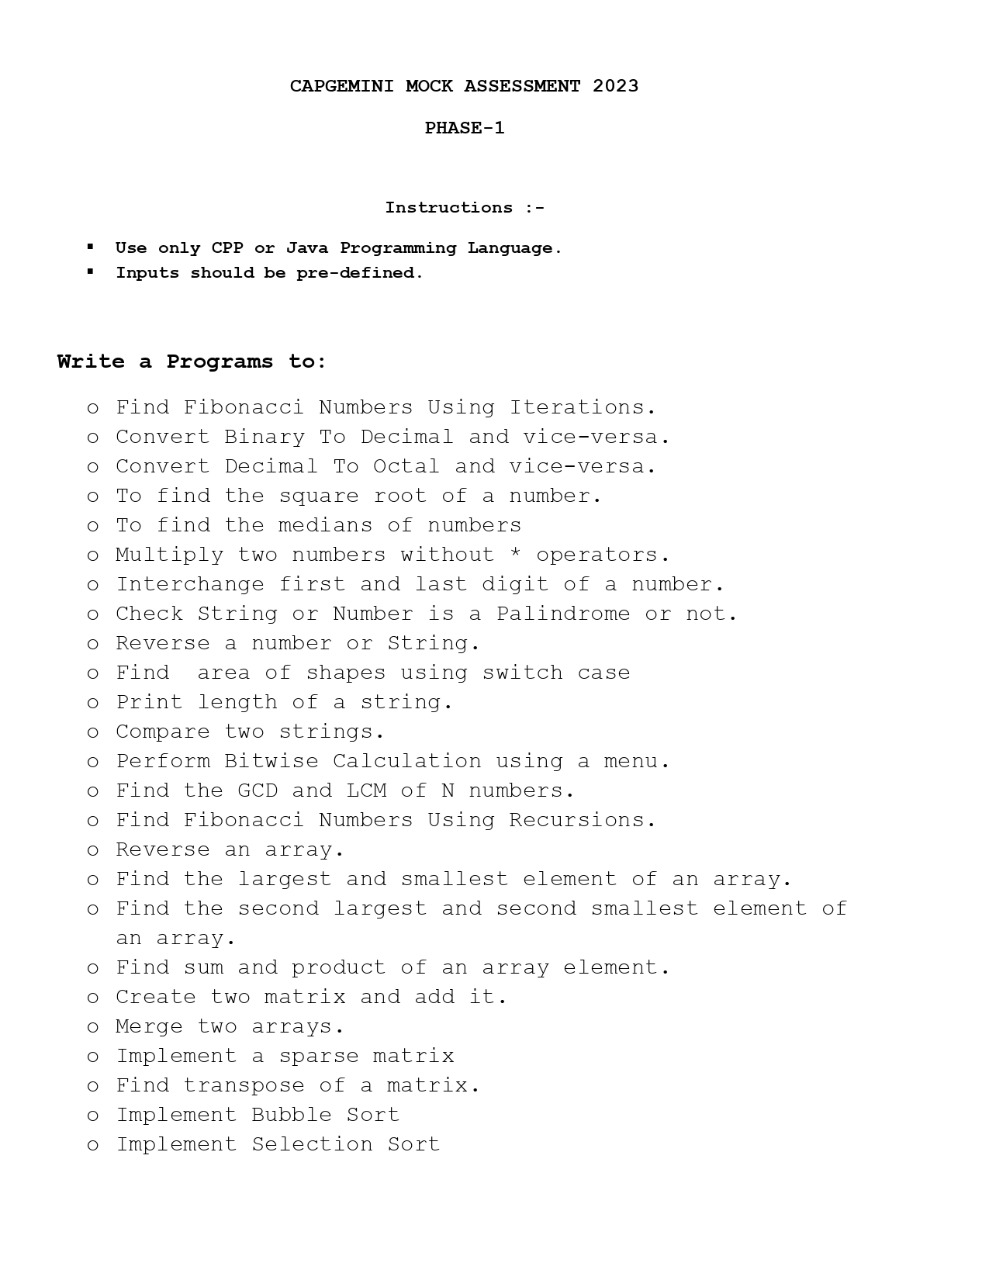 CAPGEMINI MOCK ASSESSMENT 2023
PHASE-1
Instructions :-
▪ Use only CPP or Java Programming Language.
▪ Inputs should be pre-defined.
Write a Programs to:
o Find Fibonacci Numbers Using Iterations.
o Convert Binary To Decimal and vice-versa.
o Convert Decimal To Octal and vice-versa.
o To find the square root of a number.
o To find the medians of numbers
o Multiply two numbers without * operators.
o Interchange first and last digit of a number.
o Check String or Number is a Palindrome or not.
o Reverse a number or String.
o Find  area of shapes using switch case
o Print length of a string.
o Compare two strings.
o Perform Bitwise Calculation using a menu.
o Find the GCD and LCM of N numbers.
o Find Fibonacci Numbers Using Recursions.
o Reverse an array.
o Find the largest and smallest element of an array.
o Find the second largest and second smallest element of
an array.
o Find sum and product of an array element.
o Create two matrix and add it.
o Merge two arrays.
o Implement a sparse matrix
o Find transpose of a matrix.
o Implement Bubble Sort
o Implement Selection Sort